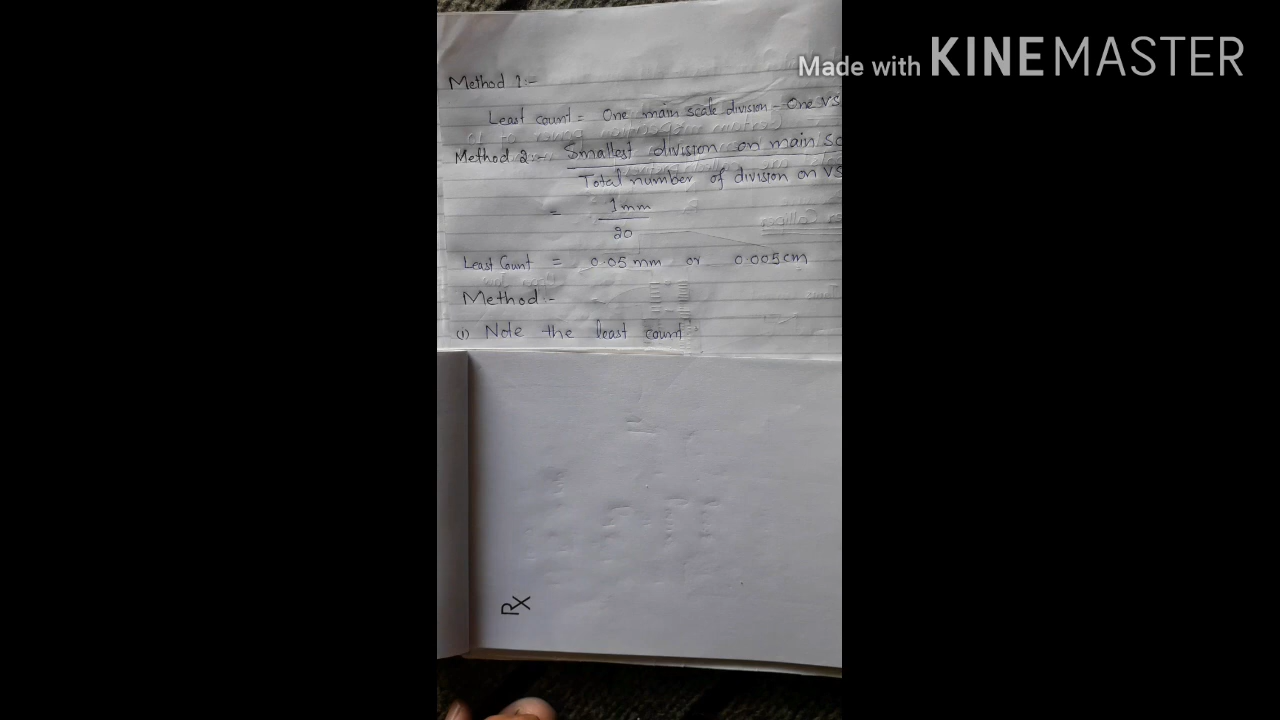 Made with KINEMASTER
Method 1:-
Least count = One main scale division - One VS
Method 2:- Smallest division on main sc
Total number of division on VS
= 1mm
20
Least Count = 0.05 mm or 0.005 cm
Method:-
(1) Note the least count
Rx